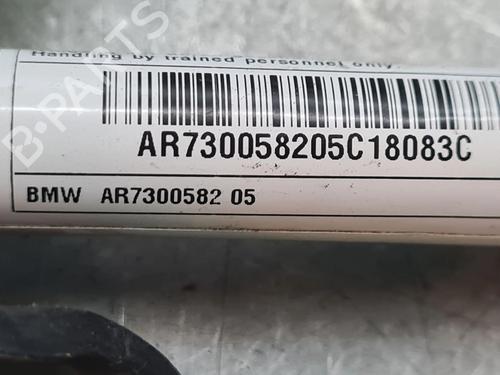 Handling by trained personnel only.
AR730058205C18083C
BMW AR7300582 05
B-PARTS